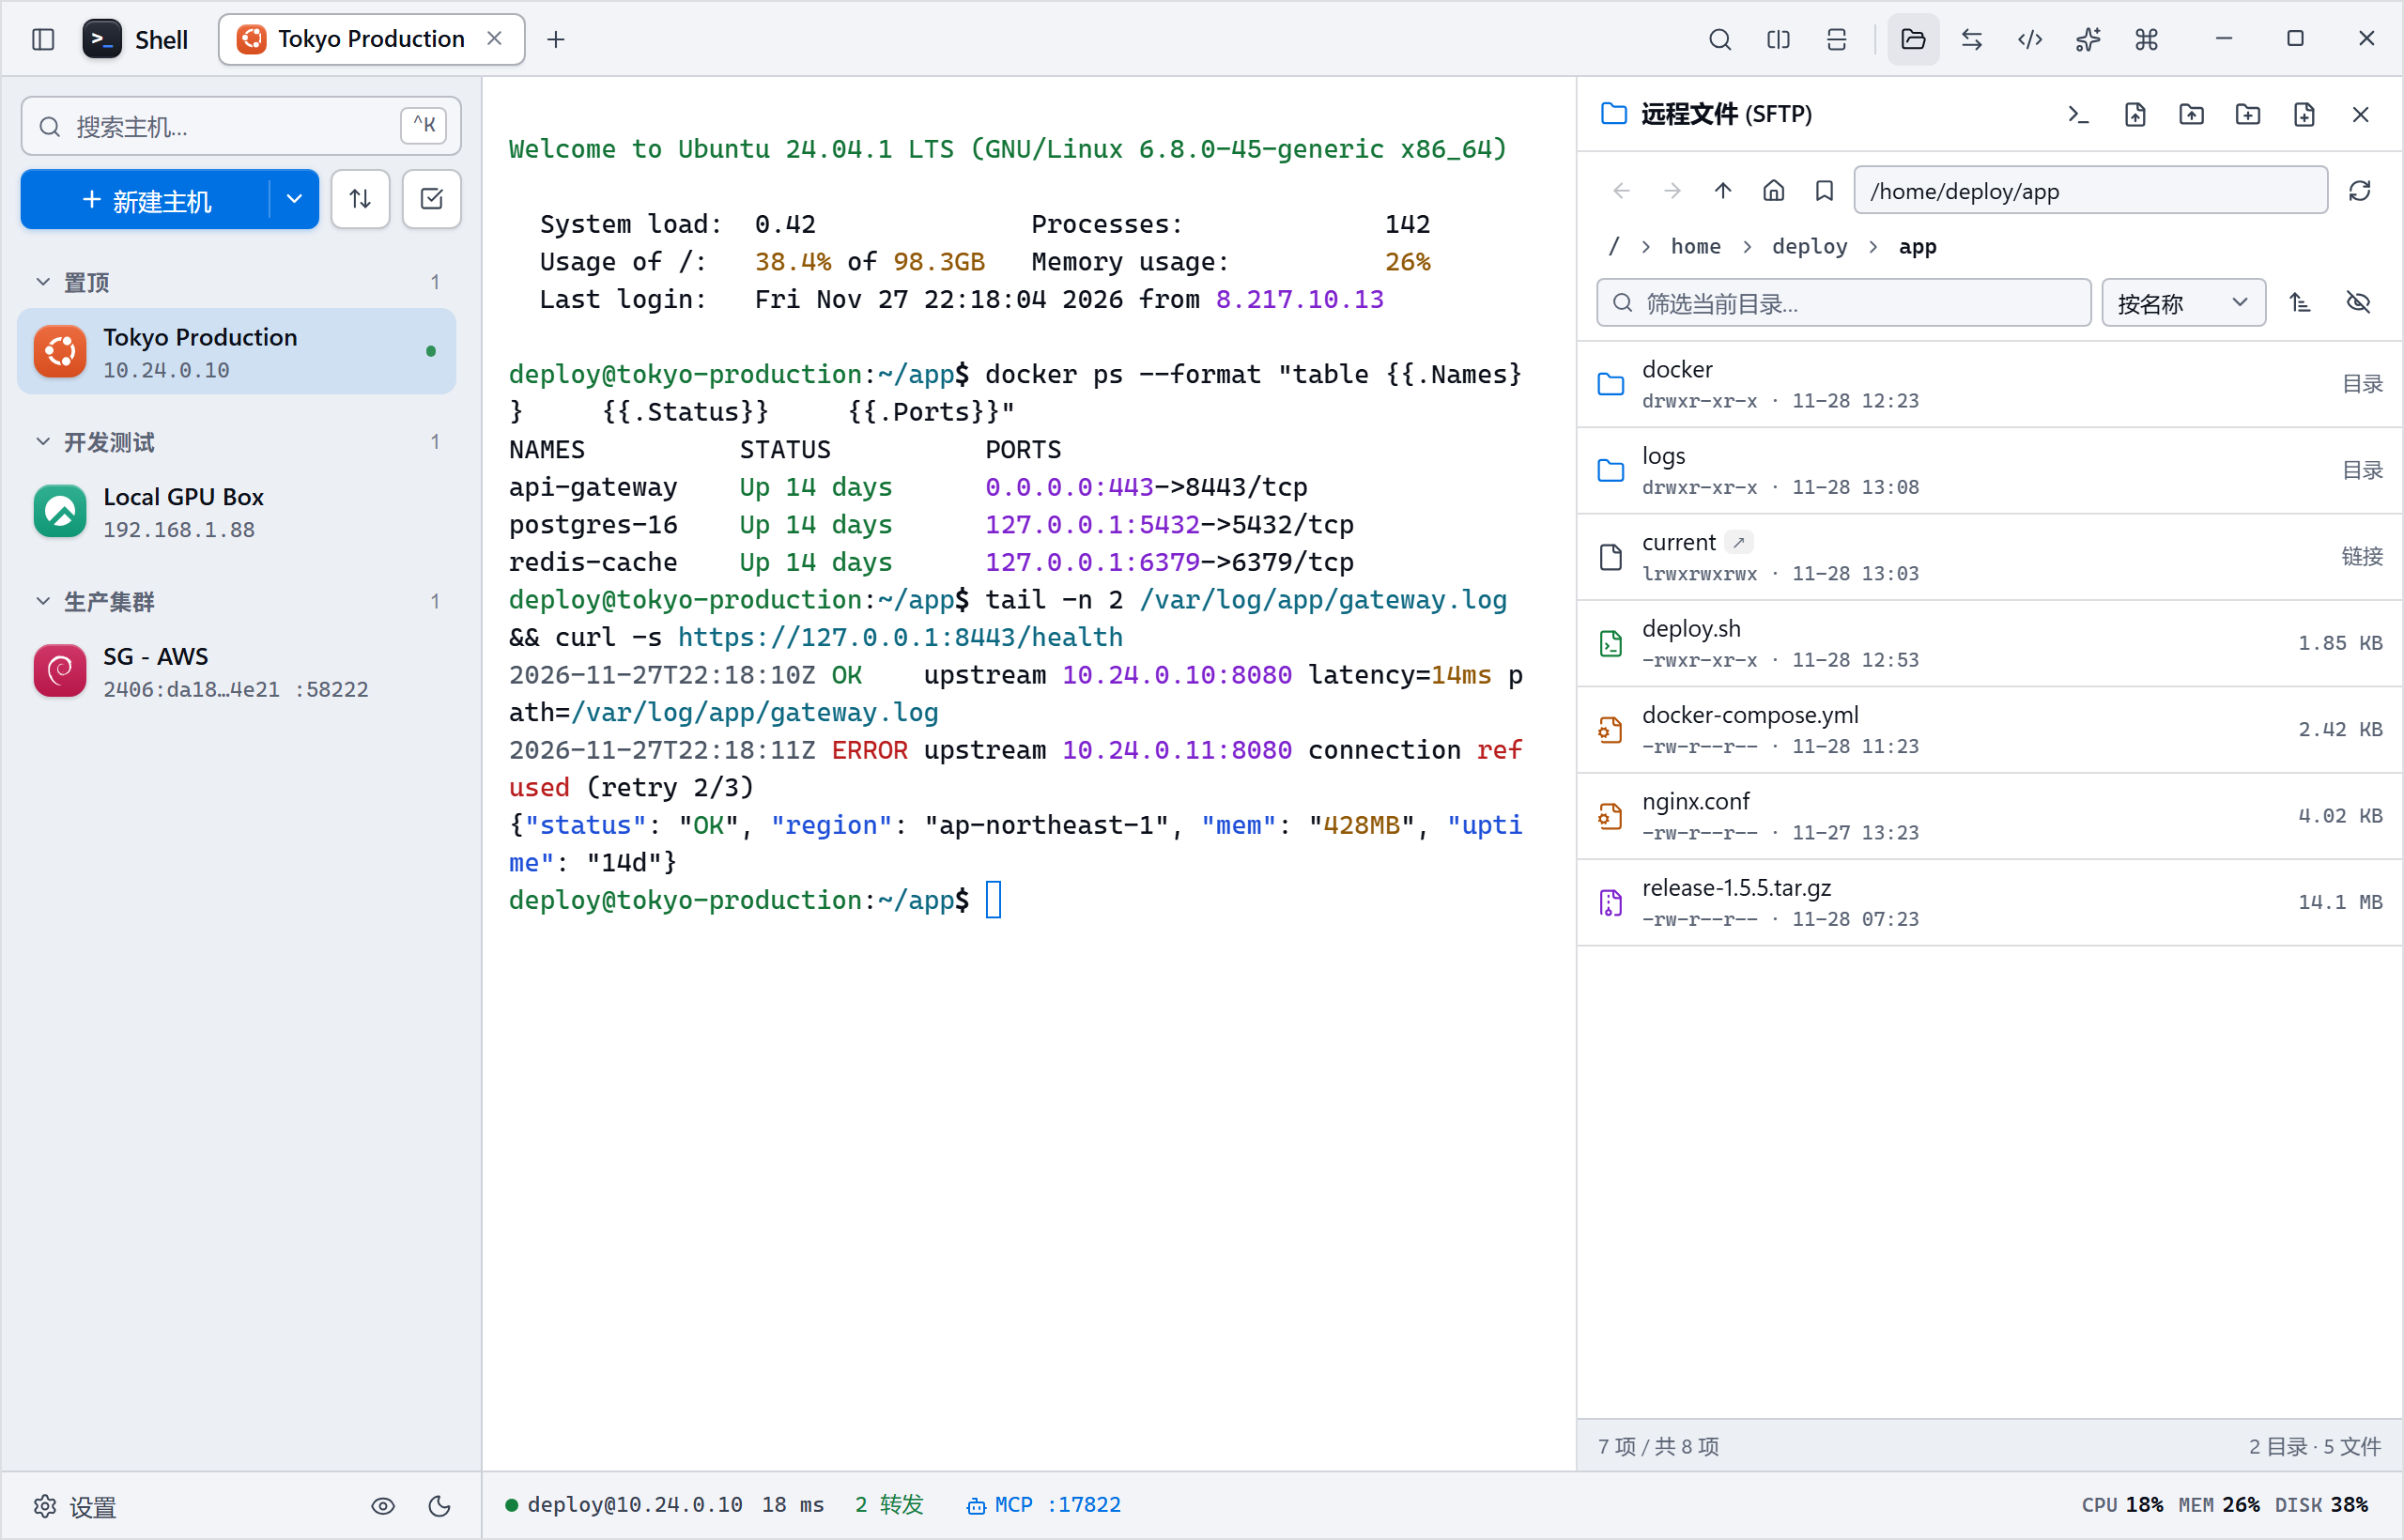 Shell
Tokyo Production
搜索主机...
^K
新建主机
置顶 1
Tokyo Production
10.24.0.10
开发测试 1
Local GPU Box
192.168.1.88
生产集群 1
SG - AWS
2406:da18…4e21 :58222
设置
Welcome to Ubuntu 24.04.1 LTS (GNU/Linux 6.8.0-45-generic x86_64)
System load: 0.42 Processes: 142
Usage of /: 38.4% of 98.3GB Memory usage: 26%
Last login: Fri Nov 27 22:18:04 2026 from 8.217.10.13
deploy@tokyo-production:~/app$ docker ps --format "table {{.Names}
} {{.Status}} {{.Ports}}"
NAMES STATUS PORTS
api-gateway Up 14 days 0.0.0.0:443->8443/tcp
postgres-16 Up 14 days 127.0.0.1:5432->5432/tcp
redis-cache Up 14 days 127.0.0.1:6379->6379/tcp
deploy@tokyo-production:~/app$ tail -n 2 /var/log/app/gateway.log
&& curl -s https://127.0.0.1:8443/health
2026-11-27T22:18:10Z OK upstream 10.24.0.10:8080 latency=14ms p
ath=/var/log/app/gateway.log
2026-11-27T22:18:11Z ERROR upstream 10.24.0.11:8080 connection ref
used (retry 2/3)
{"status": "OK", "region": "ap-northeast-1", "mem": "428MB", "upti
me": "14d"}
deploy@tokyo-production:~/app$
远程文件 (SFTP)
/home/deploy/app
/ > home > deploy > app
筛选当前目录...
按名称
docker
drwxr-xr-x · 11-28 12:23
目录
logs
drwxr-xr-x · 11-28 13:08
目录
current ↗
lrwxrwxrwx · 11-28 13:03
链接
deploy.sh
-rwxr-xr-x · 11-28 12:53
1.85 KB
docker-compose.yml
-rw-r--r-- · 11-28 11:23
2.42 KB
nginx.conf
-rw-r--r-- · 11-27 13:23
4.02 KB
release-1.5.5.tar.gz
-rw-r--r-- · 11-28 07:23
14.1 MB
7 项 / 共 8 项
2 目录 · 5 文件
deploy@10.24.0.10 18 ms 2 转发 MCP :17822
CPU 18% MEM 26% DISK 38%